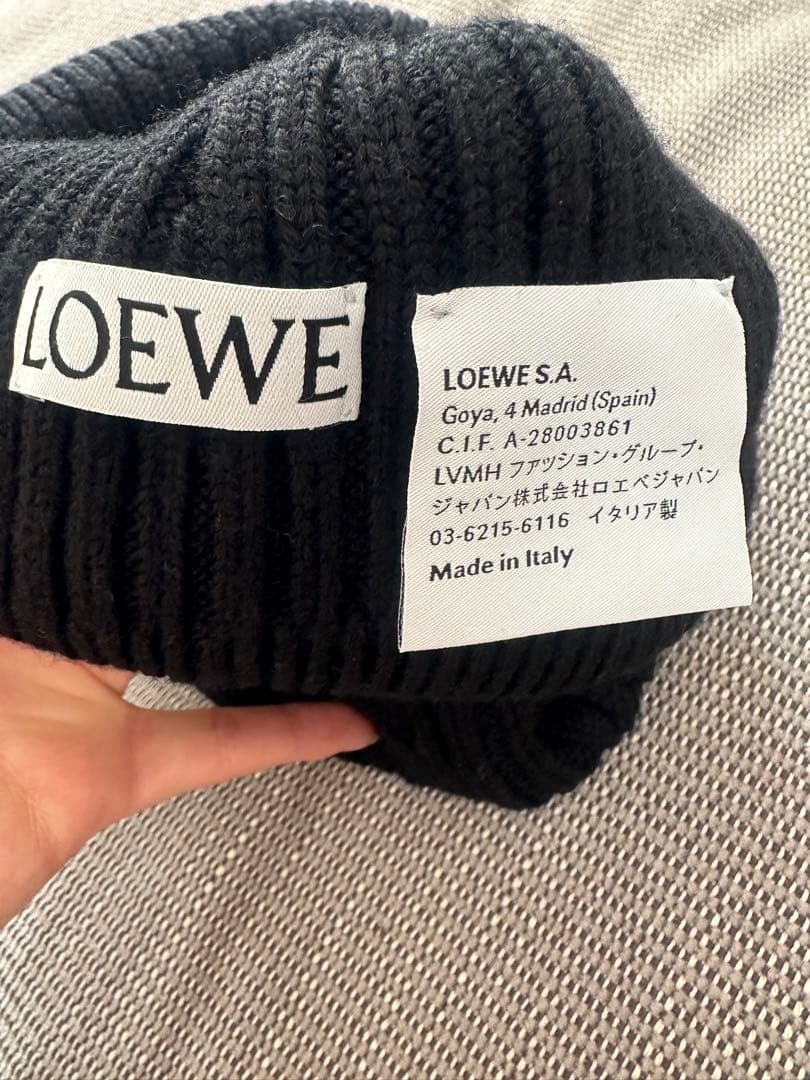 LOEWE
LOEWE S.A.
Goya, 4 Madrid (Spain)
C.I.F. A-28003861
LVMH ファッション・グループ・
ジャパン株式会社ロエベジャパン
03-6215-6116 イタリア製
Made in Italy